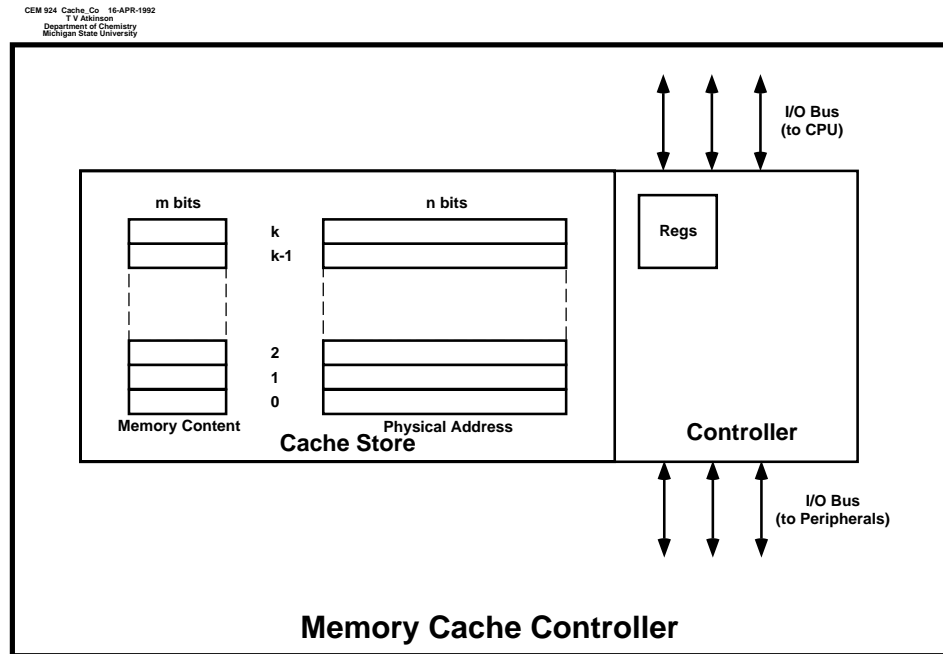 CEM 924 Cache_Co 16-APR-1992
T V Atkinson
Department of Chemistry
Michigan State University
I/O Bus
(to CPU)
m bits
n bits
k
k-1
Regs
2
1
0
Memory Content
Physical Address
Cache Store
Controller
I/O Bus
(to Peripherals)
Memory Cache Controller